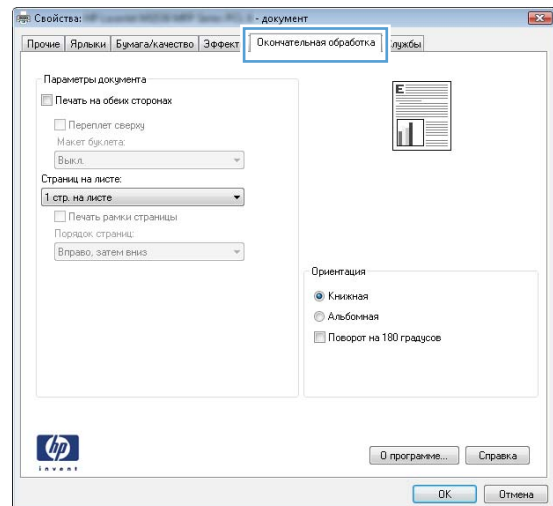 Свойства: - документ
Прочие Ярлыки Бумага/качество Эффект Окончательная обработка лужбы
Параметры документа
Печать на обеих сторонах
Переплет сверху
Макет буклета:
Выкл.
Страниц на листе:
1 стр. на листе
Печать рамки страницы
Порядок страниц:
Вправо, затем вниз
E
Ориентация
Книжная
Альбомная
Поворот на 180 градусов
hp
invent
О программе... Справка
OK Отмена